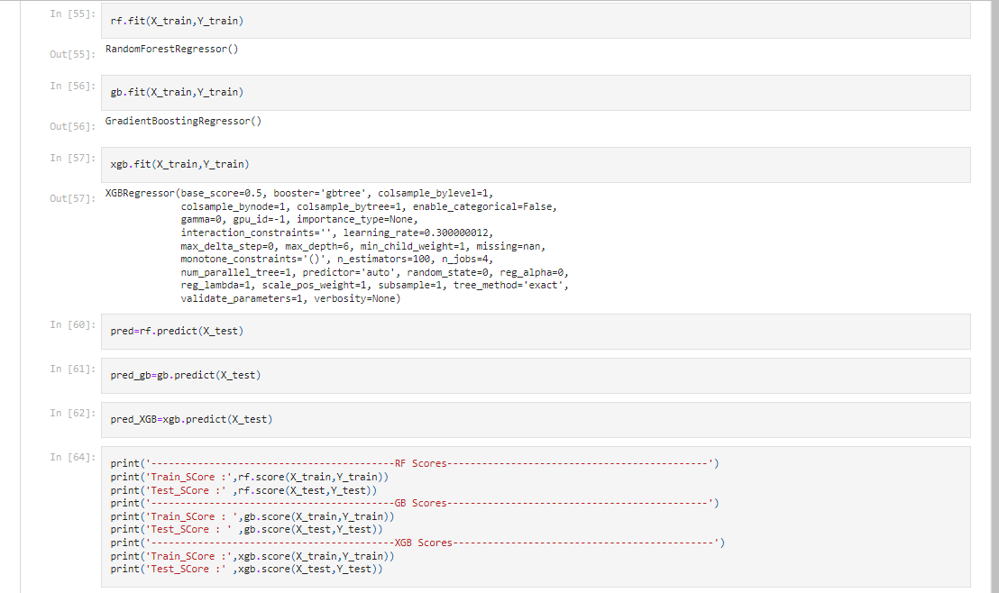 In [55]:
rf.fit(X_train,Y_train)
Out[55]:
RandomForestRegressor()
In [56]:
gb.fit(X_train,Y_train)
Out[56]:
GradientBoostingRegressor()
In [57]:
xgb.fit(X_train,Y_train)
Out[57]:
XGBRegressor(base_score=0.5, booster='gbtree', colsample_bylevel=1,
colsample_bynode=1, colsample_bytree=1, enable_categorical=False,
gamma=0, gpu_id=-1, importance_type=None,
interaction_constraints='', learning_rate=0.300000012,
max_delta_step=0, max_depth=6, min_child_weight=1, missing=nan,
monotone_constraints='()', n_estimators=100, n_jobs=4,
num_parallel_tree=1, predictor='auto', random_state=0, reg_alpha=0,
reg_lambda=1, scale_pos_weight=1, subsample=1, tree_method='exact',
validate_parameters=1, verbosity=None)
In [60]:
pred=rf.predict(X_test)
In [61]:
pred_gb=gb.predict(X_test)
In [62]:
pred_XGB=xgb.predict(X_test)
In [64]:
print('------------------------------------------RF Scores---------------------------------------------')
print('Train_SCore :',rf.score(X_train,Y_train))
print('Test_SCore :' ,rf.score(X_test,Y_test))
print('------------------------------------------GB Scores---------------------------------------------')
print('Train_SCore : ',gb.score(X_train,Y_train))
print('Test_SCore : ' ,gb.score(X_test,Y_test))
print('------------------------------------------XGB Scores---------------------------------------------')
print('Train_SCore :',xgb.score(X_train,Y_train))
print('Test_SCore :' ,xgb.score(X_test,Y_test))